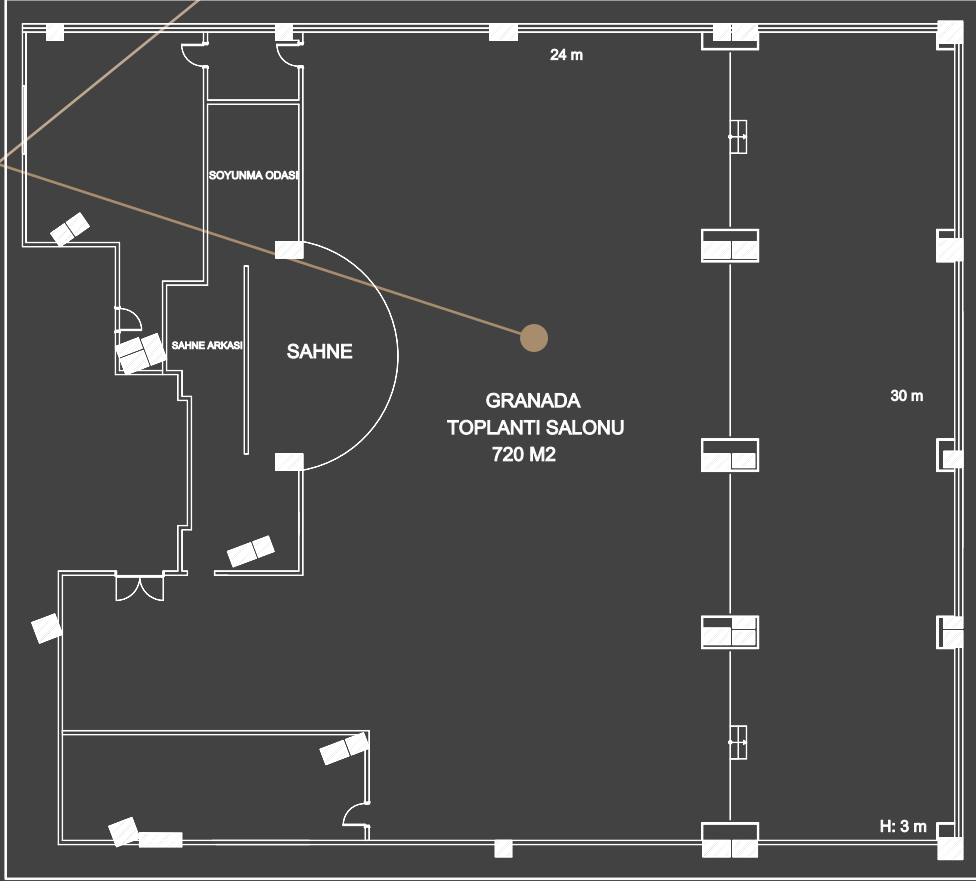 24 m
SOYUNMA ODASI
SAHNE ARKASI
SAHNE
GRANADA
TOPLANTI SALONU
720 M2
30 m
H: 3 m